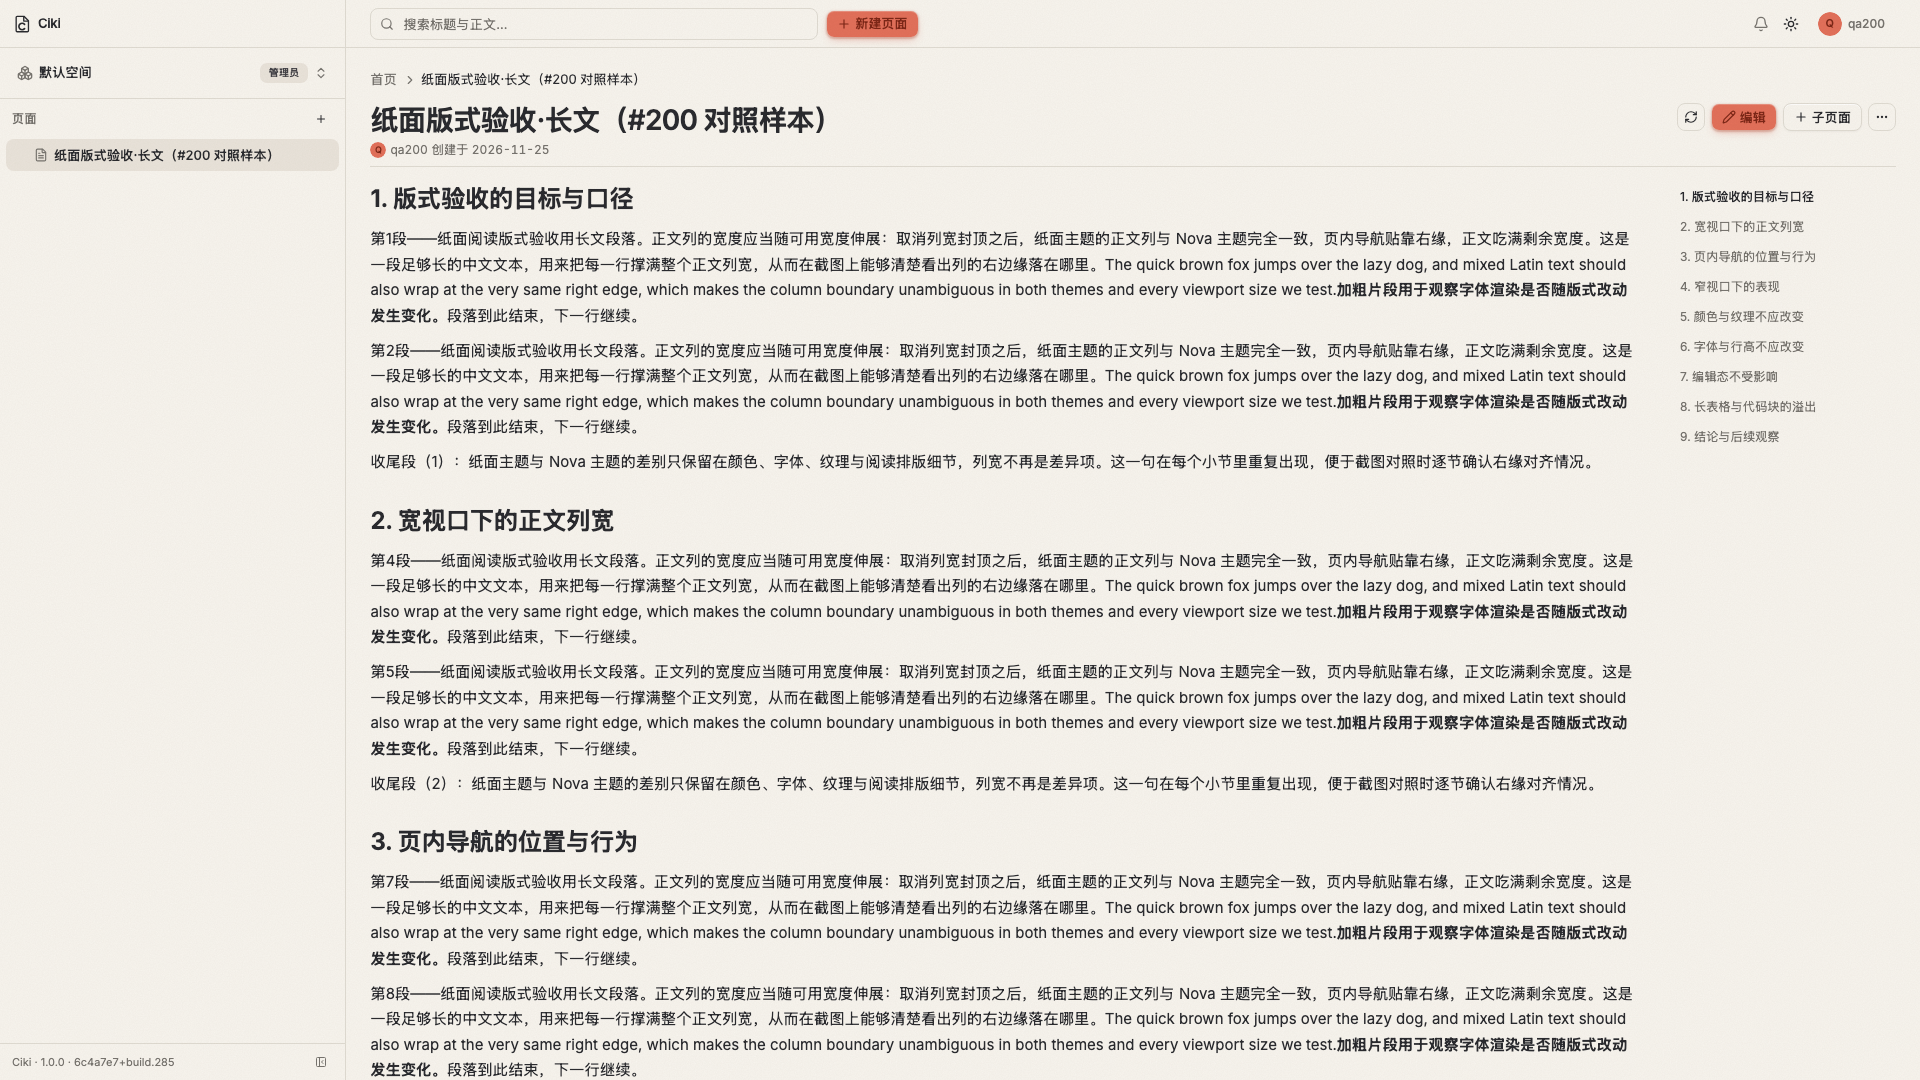 Ciki
搜索标题与正文...
新建页面
Q
qa200
默认空间
管理员
页面
纸面版式验收·长文（#200 对照样本）
首页
纸面版式验收·长文（#200 对照样本）
纸面版式验收·长文（#200 对照样本）
编辑
子页面
Q qa200 创建于 2026-11-25
1. 版式验收的目标与口径
第1段——纸面阅读版式验收用长文段落。正文列的宽度应当随可用宽度伸展：取消列宽封顶之后，纸面主题的正文列与 Nova 主题完全一致，页内导航贴靠右缘，正文吃满剩余宽度。这是
一段足够长的中文文本，用来把每一行撑满整个正文列宽，从而在截图上能够清楚看出列的右边缘落在哪里。The quick brown fox jumps over the lazy dog, and mixed Latin text should
also wrap at the very same right edge, which makes the column boundary unambiguous in both themes and every viewport size we test.加粗片段用于观察字体渲染是否随版式改动
发生变化。段落到此结束，下一行继续。
第2段——纸面阅读版式验收用长文段落。正文列的宽度应当随可用宽度伸展：取消列宽封顶之后，纸面主题的正文列与 Nova 主题完全一致，页内导航贴靠右缘，正文吃满剩余宽度。这是
一段足够长的中文文本，用来把每一行撑满整个正文列宽，从而在截图上能够清楚看出列的右边缘落在哪里。The quick brown fox jumps over the lazy dog, and mixed Latin text should
also wrap at the very same right edge, which makes the column boundary unambiguous in both themes and every viewport size we test.加粗片段用于观察字体渲染是否随版式改动
发生变化。段落到此结束，下一行继续。
收尾段（1）：纸面主题与 Nova 主题的差别只保留在颜色、字体、纹理与阅读排版细节，列宽不再是差异项。这一句在每个小节里重复出现，便于截图对照时逐节确认右缘对齐情况。
2. 宽视口下的正文列宽
第4段——纸面阅读版式验收用长文段落。正文列的宽度应当随可用宽度伸展：取消列宽封顶之后，纸面主题的正文列与 Nova 主题完全一致，页内导航贴靠右缘，正文吃满剩余宽度。这是
一段足够长的中文文本，用来把每一行撑满整个正文列宽，从而在截图上能够清楚看出列的右边缘落在哪里。The quick brown fox jumps over the lazy dog, and mixed Latin text should
also wrap at the very same right edge, which makes the column boundary unambiguous in both themes and every viewport size we test.加粗片段用于观察字体渲染是否随版式改动
发生变化。段落到此结束，下一行继续。
第5段——纸面阅读版式验收用长文段落。正文列的宽度应当随可用宽度伸展：取消列宽封顶之后，纸面主题的正文列与 Nova 主题完全一致，页内导航贴靠右缘，正文吃满剩余宽度。这是
一段足够长的中文文本，用来把每一行撑满整个正文列宽，从而在截图上能够清楚看出列的右边缘落在哪里。The quick brown fox jumps over the lazy dog, and mixed Latin text should
also wrap at the very same right edge, which makes the column boundary unambiguous in both themes and every viewport size we test.加粗片段用于观察字体渲染是否随版式改动
发生变化。段落到此结束，下一行继续。
收尾段（2）：纸面主题与 Nova 主题的差别只保留在颜色、字体、纹理与阅读排版细节，列宽不再是差异项。这一句在每个小节里重复出现，便于截图对照时逐节确认右缘对齐情况。
3. 页内导航的位置与行为
第7段——纸面阅读版式验收用长文段落。正文列的宽度应当随可用宽度伸展：取消列宽封顶之后，纸面主题的正文列与 Nova 主题完全一致，页内导航贴靠右缘，正文吃满剩余宽度。这是
一段足够长的中文文本，用来把每一行撑满整个正文列宽，从而在截图上能够清楚看出列的右边缘落在哪里。The quick brown fox jumps over the lazy dog, and mixed Latin text should
also wrap at the very same right edge, which makes the column boundary unambiguous in both themes and every viewport size we test.加粗片段用于观察字体渲染是否随版式改动
发生变化。段落到此结束，下一行继续。
第8段——纸面阅读版式验收用长文段落。正文列的宽度应当随可用宽度伸展：取消列宽封顶之后，纸面主题的正文列与 Nova 主题完全一致，页内导航贴靠右缘，正文吃满剩余宽度。这是
一段足够长的中文文本，用来把每一行撑满整个正文列宽，从而在截图上能够清楚看出列的右边缘落在哪里。The quick brown fox jumps over the lazy dog, and mixed Latin text should
also wrap at the very same right edge, which makes the column boundary unambiguous in both themes and every viewport size we test.加粗片段用于观察字体渲染是否随版式改动
发生变化。段落到此结束，下一行继续。
1. 版式验收的目标与口径
2. 宽视口下的正文列宽
3. 页内导航的位置与行为
4. 窄视口下的表现
5. 颜色与纹理不应改变
6. 字体与行高不应改变
7. 编辑态不受影响
8. 长表格与代码块的溢出
9. 结论与后续观察
Ciki · 1.0.0 · 6c4a7e7+build.285